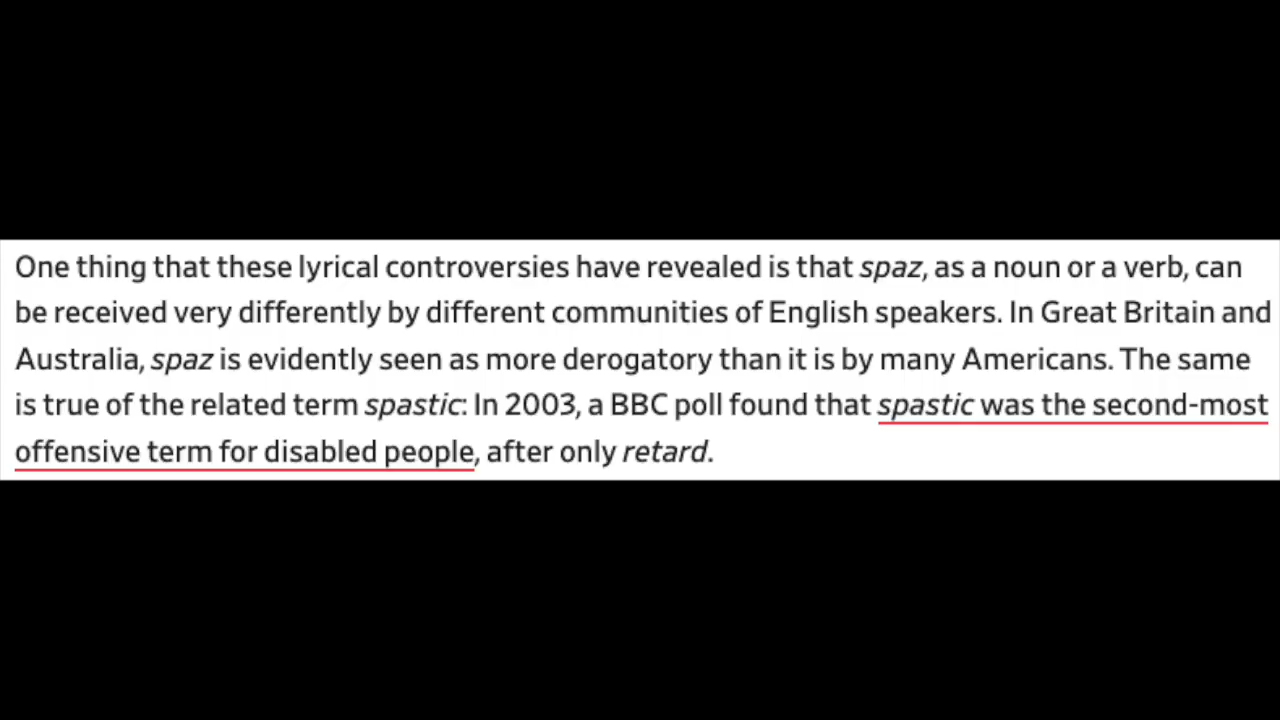 One thing that these lyrical controversies have revealed is that spaz, as a noun or a verb, can
be received very differently by different communities of English speakers. In Great Britain and
Australia, spaz is evidently seen as more derogatory than it is by many Americans. The same
is true of the related term spastic: In 2003, a BBC poll found that spastic was the second-most
offensive term for disabled people, after only retard.